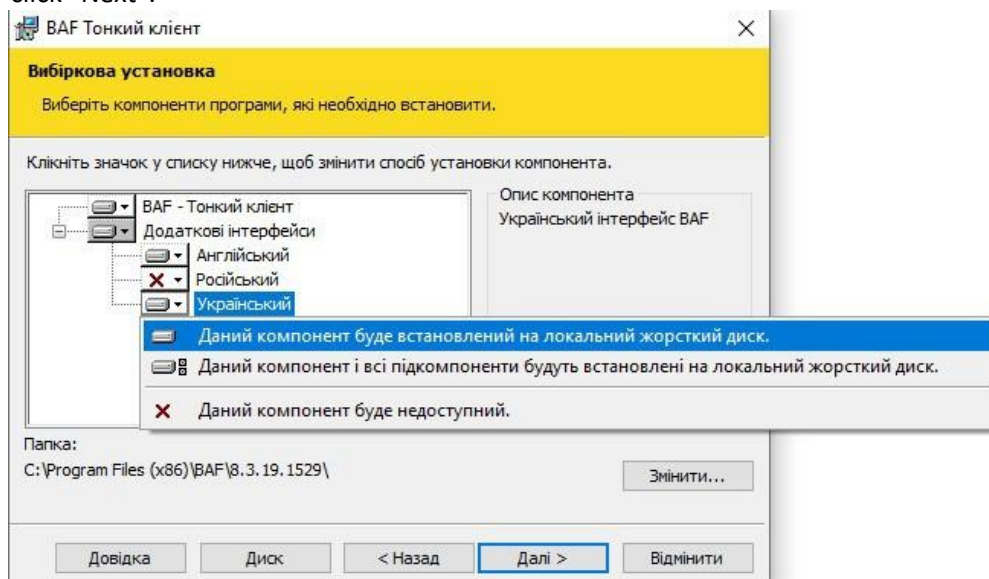 click "Next".
BAF Тонкий клієнт
Вибіркова установка
Виберіть компоненти програми, які необхідно встановити.
Клікніть значок у списку нижче, щоб змінити спосіб установки компонента.
BAF - Тонкий клієнт
Додаткові інтерфейси
Англійський
Російський
Український
Опис компонента
Український інтерфейс BAF
Даний компонент буде встановлений на локальний жорсткий диск.
Даний компонент і всі підкомпоненти будуть встановлені на локальний жорсткий диск.
Даний компонент буде недоступний.
Папка:
C:\Program Files (x86)\BAF\8.3.19.1529\
Змінити...
Довідка Диск < Назад Далі > Відмінити